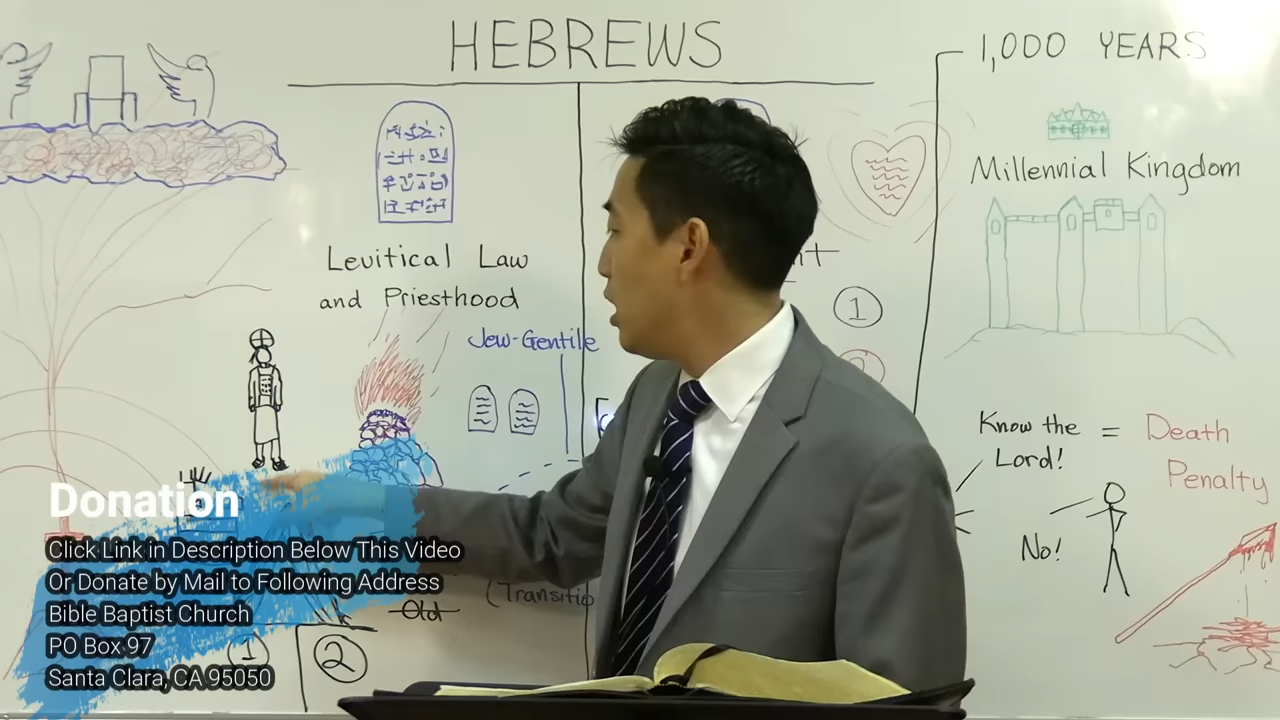 HEBREWS
1,000 YEARS
Millennial Kingdom
Levitical Law
and Priesthood
Jew-Gentile
1
2
Know the
Lord!
= Death
Penalty
No!
(Transitio
Old
1
2
Donation
Click Link in Description Below This Video
Or Donate by Mail to Following Address
Bible Baptist Church
PO Box 97
Santa Clara, CA 95050